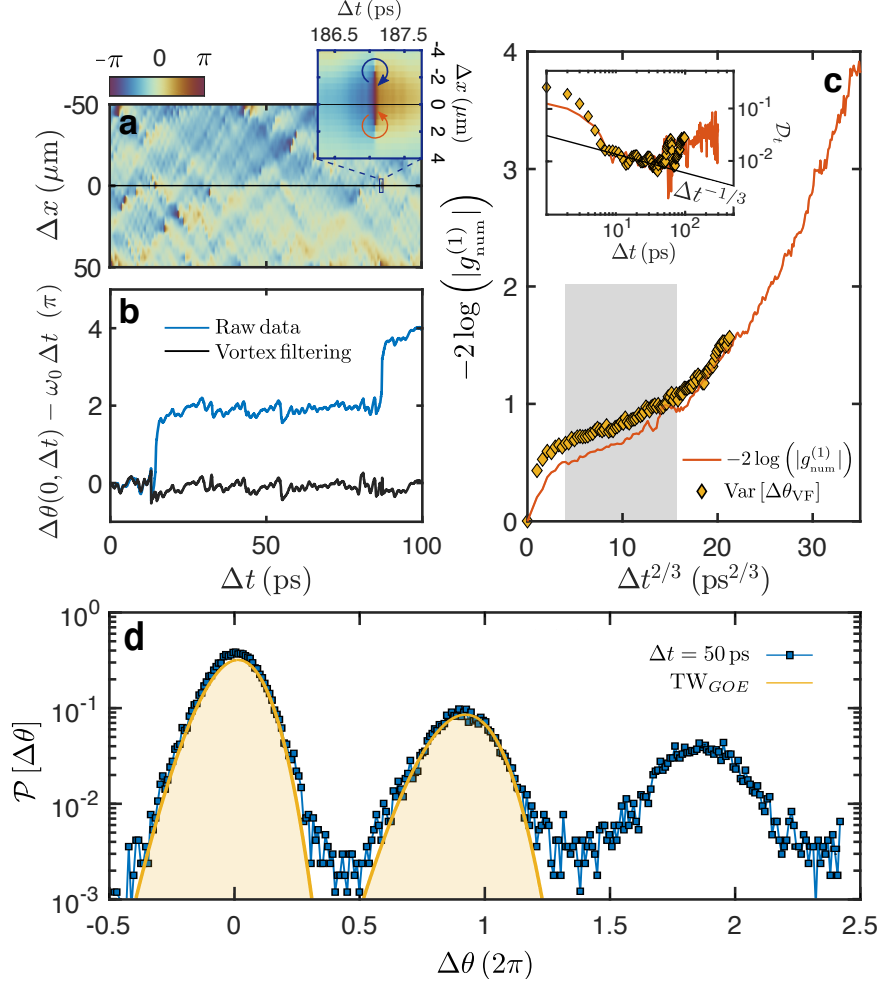 Δt (ps)
186.5 187.5
-π 0 π
-4
-2
0
2
4
Δx (μm)
a
-50
0
50
Δx (μm)
b
Raw data
Vortex filtering
4
2
0
Δθ(0, Δt) − ω₀ Δt (π)
0 50 100
Δt (ps)
c
4
3
2
1
0
−2 log (|g⁽¹⁾num|)
10⁻¹
10⁻²
𝒟t
Δt⁻¹/³
10¹ 10²
Δt (ps)
−2 log (|g⁽¹⁾num|)
Var [ΔθVF]
0 10 20 30
Δt²/³ (ps²/³)
d
10⁰
10⁻¹
10⁻²
10⁻³
𝒫 [Δθ]
Δt = 50 ps
TWGOE
-0.5 0 0.5 1 1.5 2 2.5
Δθ (2π)